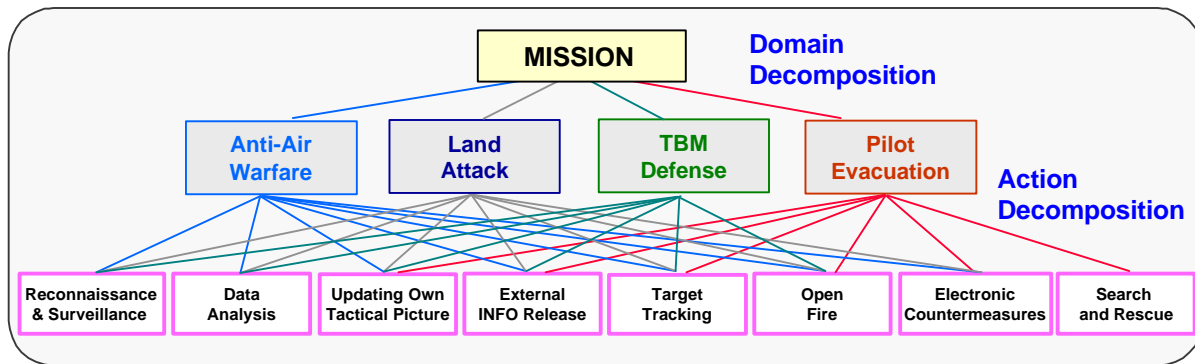 MISSION
Domain
Decomposition
Anti-Air
Warfare
Land
Attack
TBM
Defense
Pilot
Evacuation
Action
Decomposition
Reconnaissance
& Surveillance
Data
Analysis
Updating Own
Tactical Picture
External
INFO Release
Target
Tracking
Open
Fire
Electronic
Countermeasures
Search
and Rescue